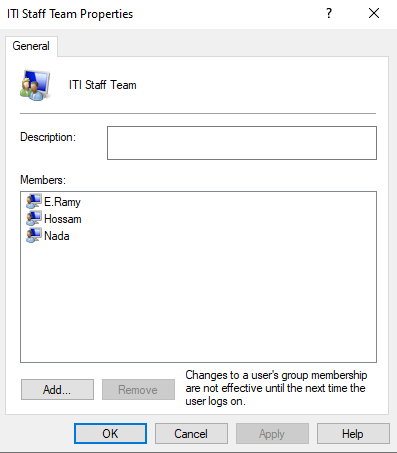 ITI Staff Team Properties
General
ITI Staff Team
Description:
Members:
E.Ramy
Hossam
Nada
Add...
Remove
Changes to a user's group membership
are not effective until the next time the
user logs on.
OK
Cancel
Apply
Help